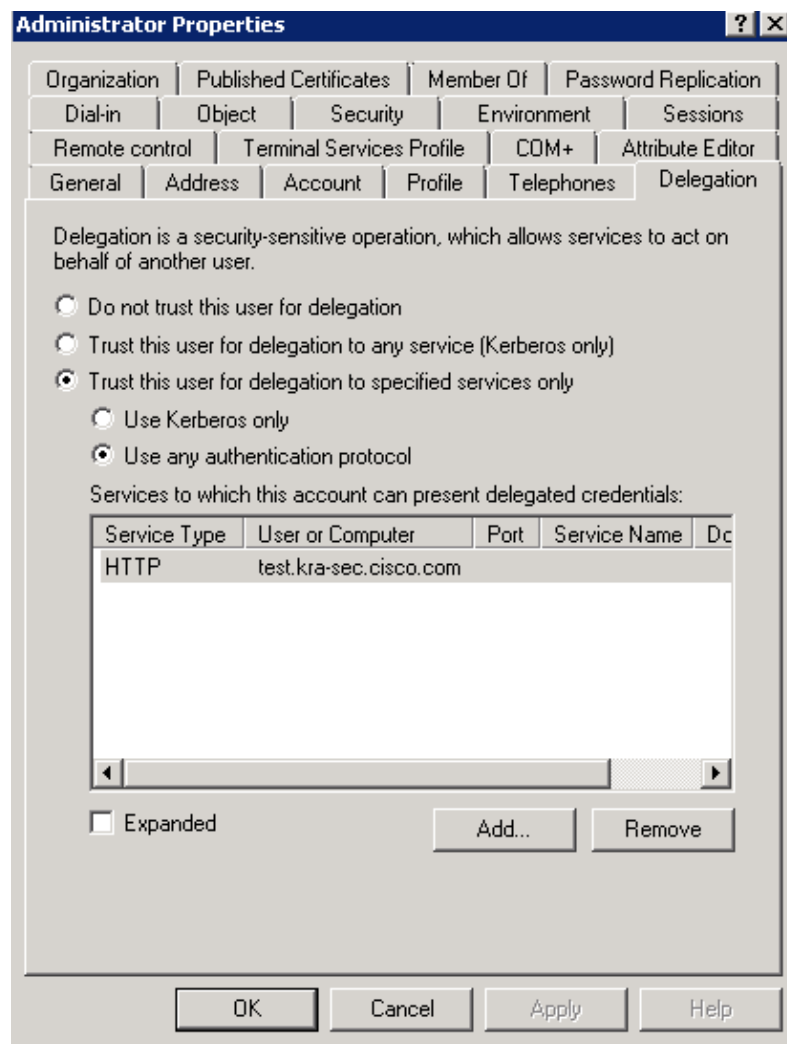 Administrator Properties
Organization Published Certificates Member Of Password Replication
Dial-in Object Security Environment Sessions
Remote control Terminal Services Profile COM+ Attribute Editor
General Address Account Profile Telephones Delegation
Delegation is a security-sensitive operation, which allows services to act on
behalf of another user.
Do not trust this user for delegation
Trust this user for delegation to any service (Kerberos only)
Trust this user for delegation to specified services only
Use Kerberos only
Use any authentication protocol
Services to which this account can present delegated credentials:
Service Type User or Computer Port Service Name Dc
HTTP test.kra-sec.cisco.com
Expanded Add... Remove
OK Cancel Apply Help